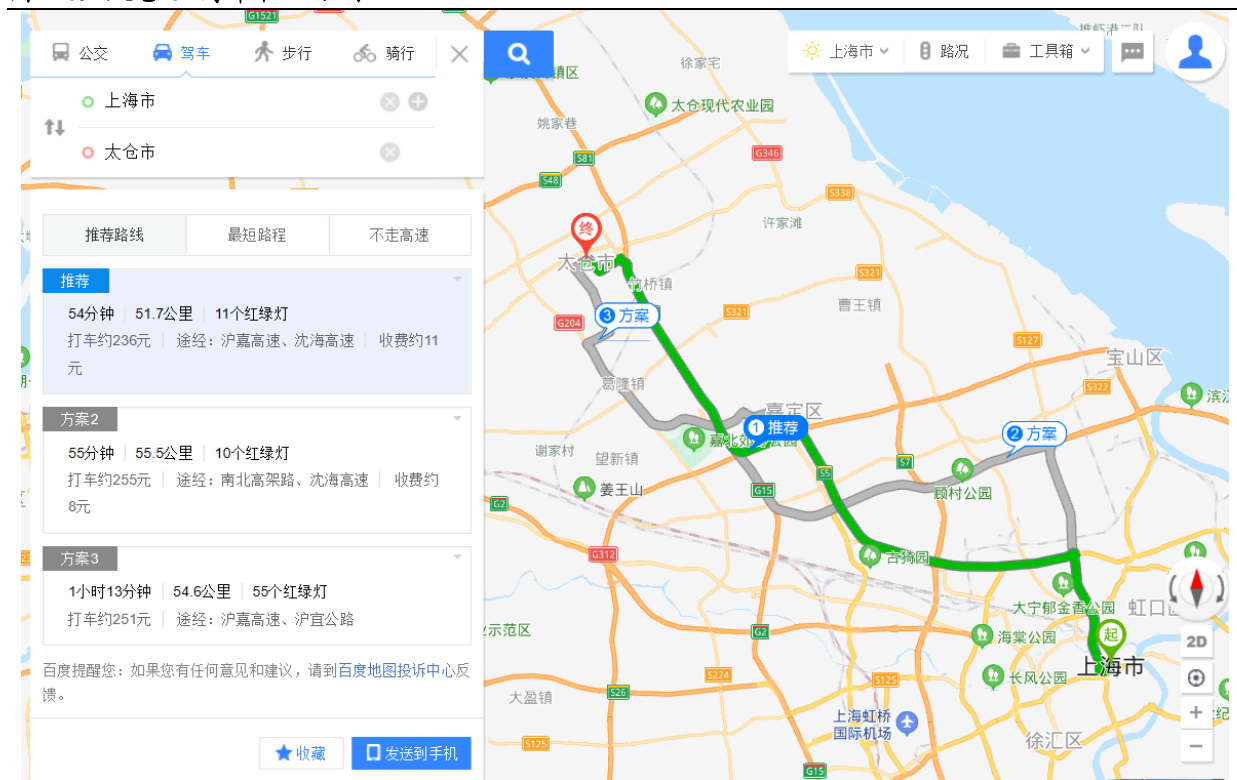 G1521
公交
驾车
步行
骑行
上海市
太仓市
上海市
路况
工具箱
推荐路线
最短路程
不走高速
推荐
54分钟 | 51.7公里 | 11个红绿灯
打车约236元 | 途经：沪嘉高速、沈海高速 | 收费约11
元
方案2
55分钟 | 55.5公里 | 10个红绿灯
打车约255元 | 途经：南北高架路、沈海高速 | 收费约
8元
方案3
1小时13分钟 | 54.6公里 | 55个红绿灯
打车约251元 | 途经：沪嘉高速、沪宜公路
百度提醒您：如果您有任何意见和建议，请到百度地图投诉中心反
馈。
收藏
发送到手机
徐家宅
太仓现代农业园
姚家巷
S81
G346
S48
S338
终
许家滩
太仓市
竹桥镇
S321
曹王镇
3 方案
S321
G204
S127
宝山区
葛隆镇
S322
滨江
嘉定区
1 推荐
2 方案
谢家村
望新镇
S7
S5
姜王山
G15
顾村公园
G2
G312
古猗园
大宁郁金香公园
虹口区
示范区
G2
海棠公园
起
2D
上海市
长风公园
S224
S125
大盈镇
S26
上海虹桥
国际机场
徐汇区
S125
G15